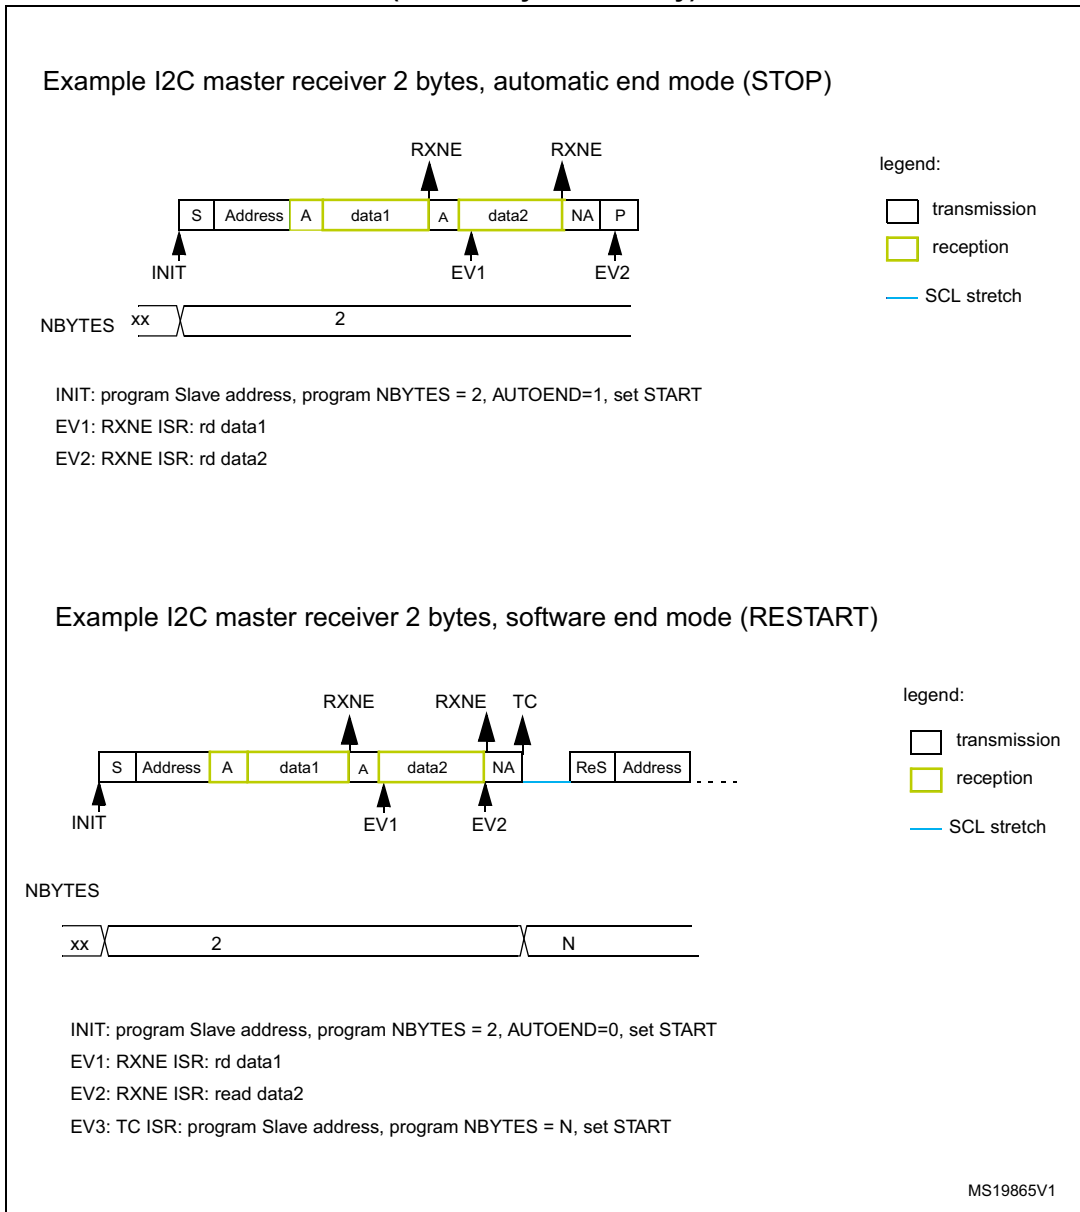 Example I2C master receiver 2 bytes, automatic end mode (STOP)
RXNE RXNE
legend:
S Address A data1 A data2 NA P
transmission
reception
INIT EV1 EV2
SCL stretch
NBYTES xx 2
INIT: program Slave address, program NBYTES = 2, AUTOEND=1, set START
EV1: RXNE ISR: rd data1
EV2: RXNE ISR: rd data2
Example I2C master receiver 2 bytes, software end mode (RESTART)
RXNE RXNE TC
legend:
S Address A data1 A data2 NA ReS Address
transmission
reception
INIT EV1 EV2
SCL stretch
NBYTES
xx 2 N
INIT: program Slave address, program NBYTES = 2, AUTOEND=0, set START
EV1: RXNE ISR: rd data1
EV2: RXNE ISR: read data2
EV3: TC ISR: program Slave address, program NBYTES = N, set START
MS19865V1